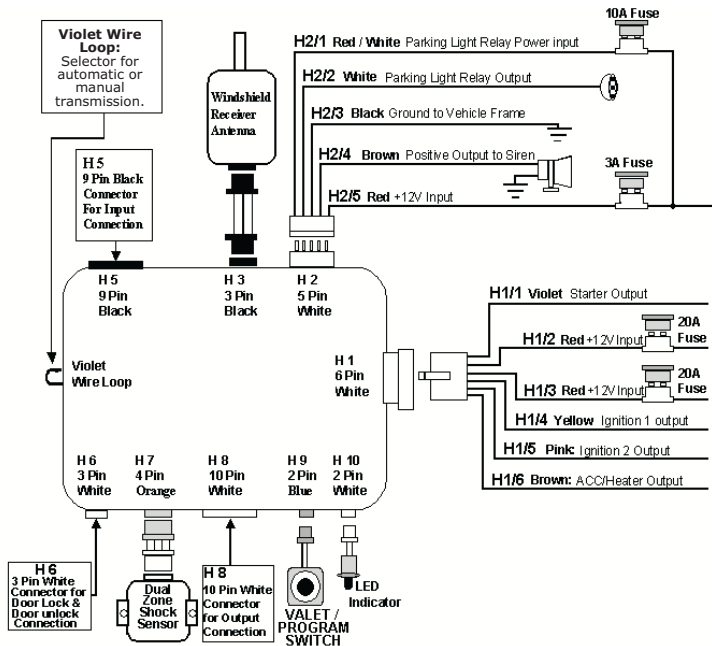 Violet Wire
Loop:
Selector for
automatic or
manual
transmission.
H5
9 Pin Black
Connector
For Input
Connection
Windshield
Receiver
Antenna
10A Fuse
H2/1 Red / White Parking Light Relay Power input
H2/2 White Parking Light Relay Output
H2/3 Black Ground to Vehicle Frame
H2/4 Brown Positive Output to Siren
3A Fuse
H2/5 Red +12V Input
H 5
9 Pin
Black
H 3
3 Pin
Black
H 2
5 Pin
White
Violet
Wire Loop
H 1
6 Pin
White
H1/1 Violet Starter Output
20A
Fuse
H1/2 Red +12V Input
20A
Fuse
H1/3 Red +12V Input
H1/4 Yellow Ignition 1 output
H1/5 Pink: Ignition 2 Output
H1/6 Brown: ACC/Heater Output
H 6
3 Pin
White
H 7
4 Pin
Orange
H 8
10 Pin
White
H 9
2 Pin
Blue
H 10
2 Pin
White
H 6
3 Pin White
Connector for
Door Lock &
Door unlock
Connection
Dual
Zone
Shock
Sensor
H 8
10 Pin White
Connector
for Output
Connection
VALET /
PROGRAM
SWITCH
LED
Indicator